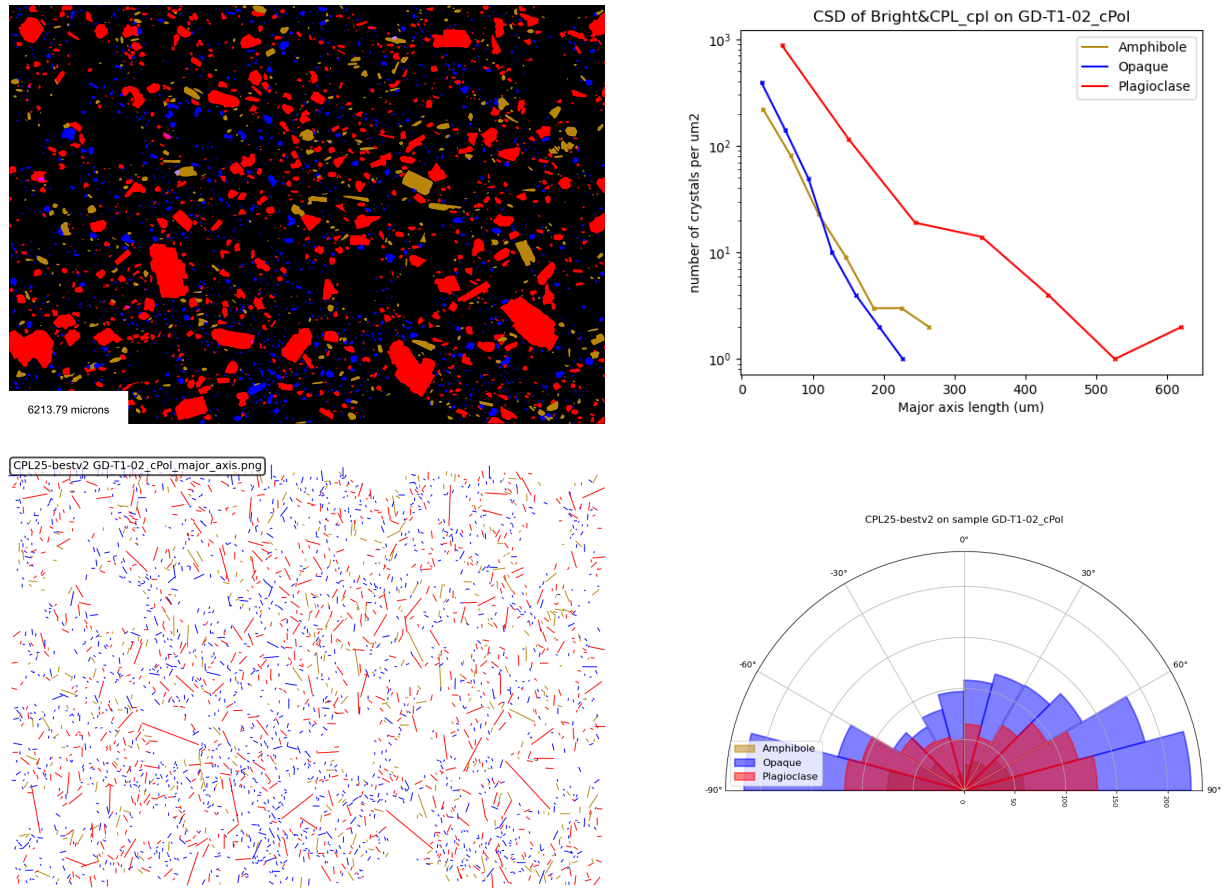 6213.79 microns
CSD of Bright&CPL_cpl on GD-T1-02_cPol
number of crystals per um2
10³
10²
10¹
10⁰
Amphibole
Opaque
Plagioclase
0 100 200 300 400 500 600
Major axis length (um)
CPL25-bestv2 GD-T1-02_cPol_major_axis.png
CPL25-bestv2 on sample GD-T1-02_cPol
0°
-30° 30°
-60° 60°
-90° 90°
Amphibole
Opaque
Plagioclase
0 50 100 150 200